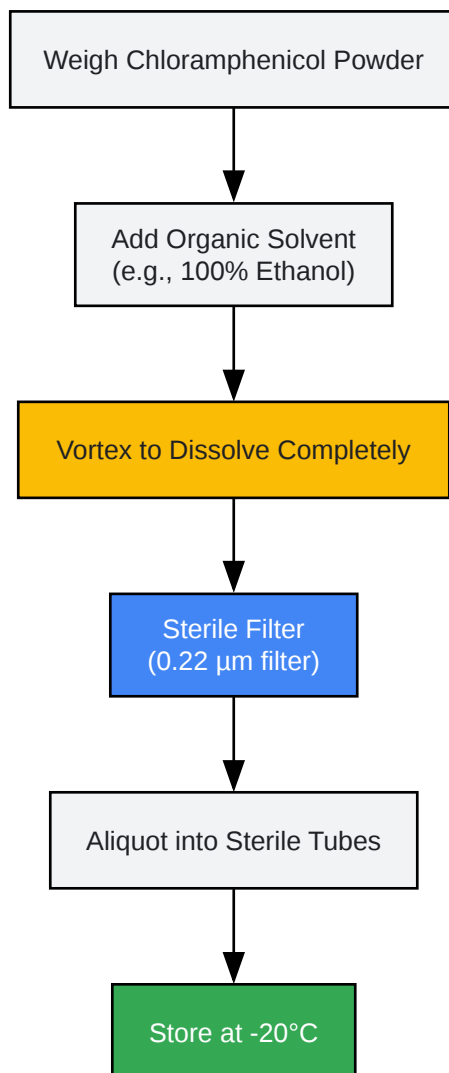 Weigh Chloramphenicol Powder
Add Organic Solvent
(e.g., 100% Ethanol)
Vortex to Dissolve Completely
Sterile Filter
(0.22 µm filter)
Aliquot into Sterile Tubes
Store at -20°C